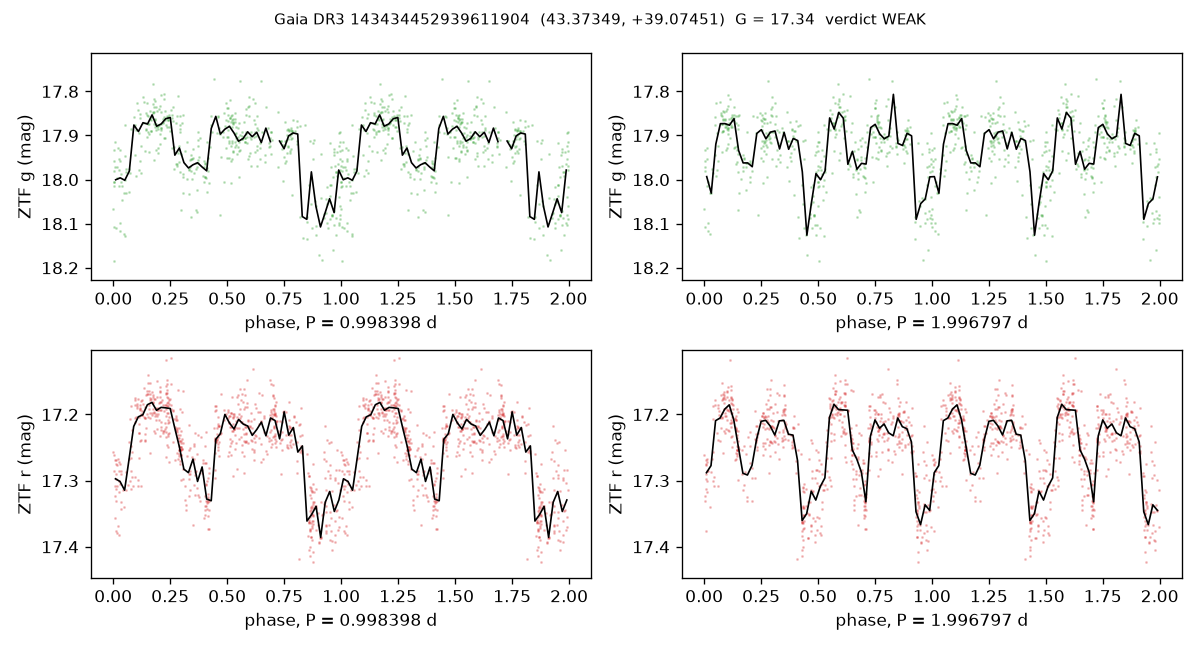 Gaia DR3 143434452939611904  (43.37349, +39.07451)  G = 17.34  verdict WEAK
ZTF g (mag)
17.8
17.9
18.0
18.1
18.2
0.00 0.25 0.50 0.75 1.00 1.25 1.50 1.75 2.00
phase, P = 0.998398 d
ZTF g (mag)
17.8
17.9
18.0
18.1
18.2
0.00 0.25 0.50 0.75 1.00 1.25 1.50 1.75 2.00
phase, P = 1.996797 d
ZTF r (mag)
17.2
17.3
17.4
0.00 0.25 0.50 0.75 1.00 1.25 1.50 1.75 2.00
phase, P = 0.998398 d
ZTF r (mag)
17.2
17.3
17.4
0.00 0.25 0.50 0.75 1.00 1.25 1.50 1.75 2.00
phase, P = 1.996797 d